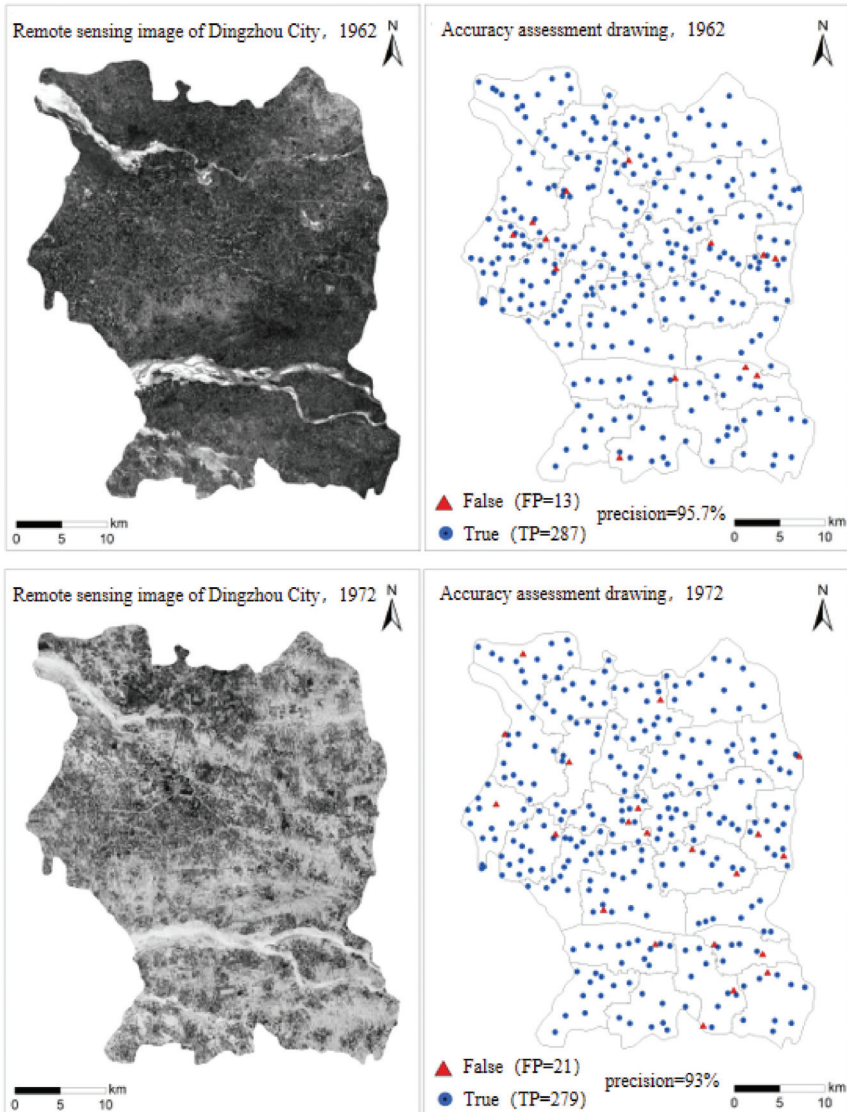 Remote sensing image of Dingzhou City, 1962
N
0 5 10 km
Accuracy assessment drawing, 1962
N
False (FP=13)
True (TP=287)
precision=95.7%
0 5 10 km
Remote sensing image of Dingzhou City, 1972
N
0 5 10 km
Accuracy assessment drawing, 1972
N
False (FP=21)
True (TP=279)
precision=93%
0 5 10 km